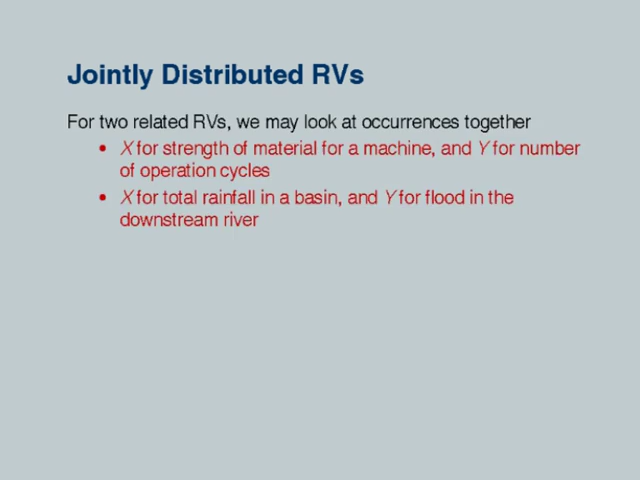 Jointly Distributed RVs
For two related RVs, we may look at occurrences together
• X for strength of material for a machine, and Y for number
of operation cycles
• X for total rainfall in a basin, and Y for flood in the
downstream river